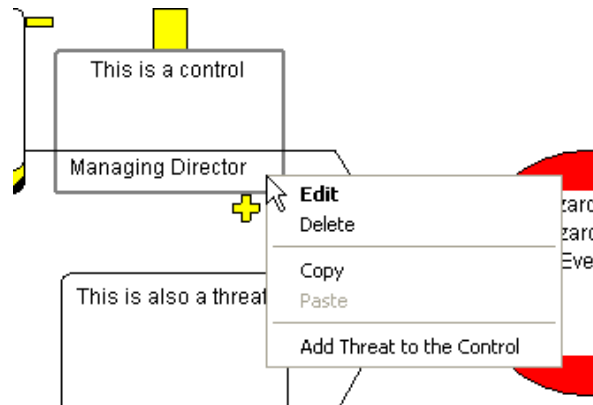 This is a control
Managing Director
Edit
Delete
Copy
Paste
Add Threat to the Control
This is also a threat